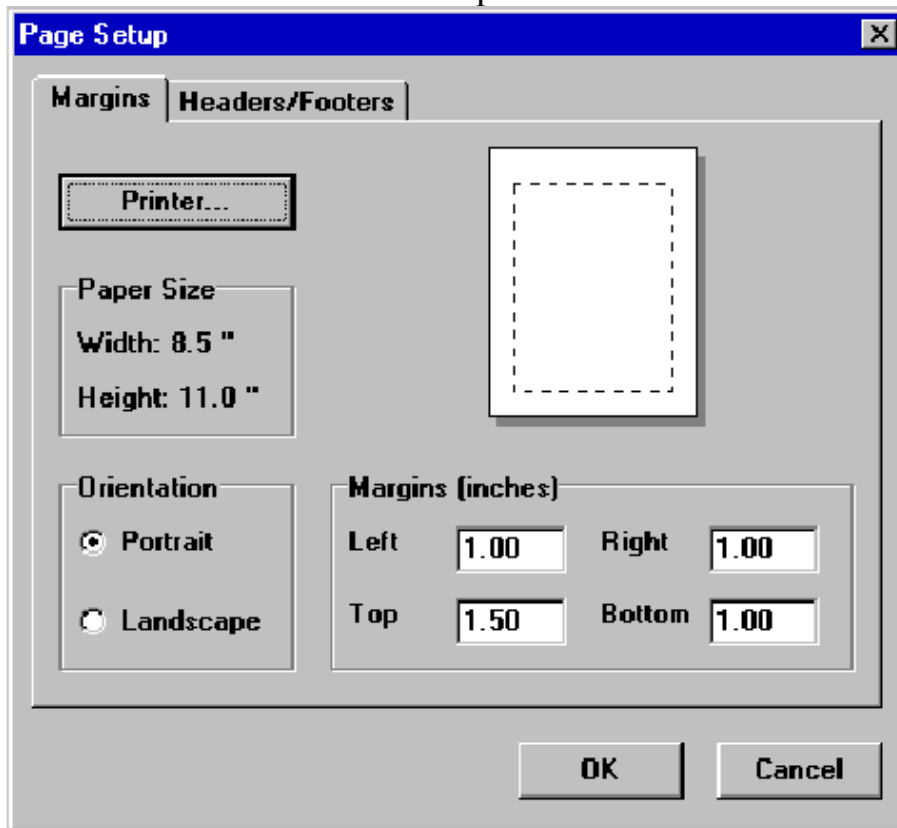 Page Setup
Margins Headers/Footers
Printer...
Paper Size
Width: 8.5 "
Height: 11.0 "
Orientation
Portrait
Landscape
Margins (inches)
Left 1.00 Right 1.00
Top 1.50 Bottom 1.00
OK Cancel